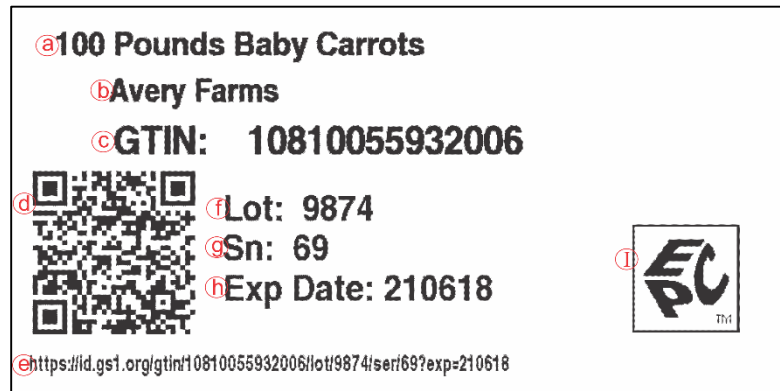 ⓐ100 Pounds Baby Carrots
ⓑAvery Farms
ⓒGTIN: 10810055932006
ⓓ
ⓕLot: 9874
ⓖSn: 69
ⓗExp Date: 210618
Ⓘ
EPC
TM
ⓔhttps://id.gs1.org/gtin/10810055932006/lot/9874/ser/69?exp=210618